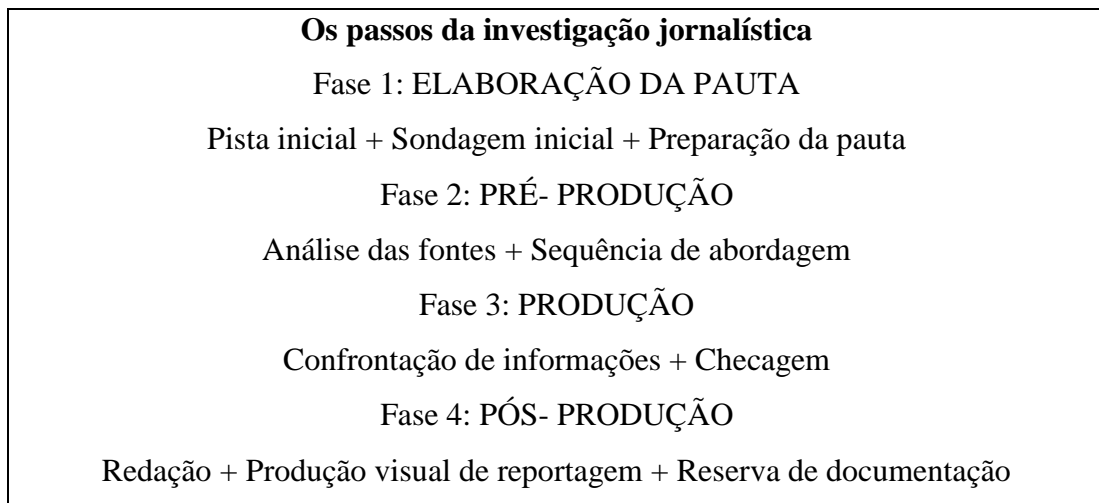 Os passos da investigação jornalística
Fase 1: ELABORAÇÃO DA PAUTA
Pista inicial + Sondagem inicial + Preparação da pauta
Fase 2: PRÉ- PRODUÇÃO
Análise das fontes + Sequência de abordagem
Fase 3: PRODUÇÃO
Confrontação de informações + Checagem
Fase 4: PÓS- PRODUÇÃO
Redação + Produção visual de reportagem + Reserva de documentação